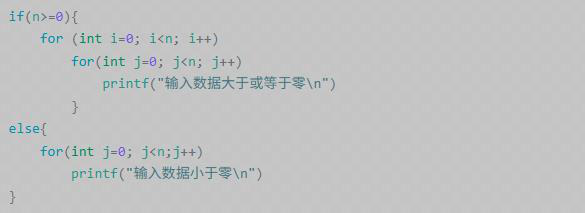 if(n>=0){
    for (int i=0; i<n; i++)
        for(int j=0; j<n; j++)
            printf("输入数据大于或等于零\n")
        }
else{
    for(int j=0; j<n;j++)
        printf("输入数据小于零\n")
}